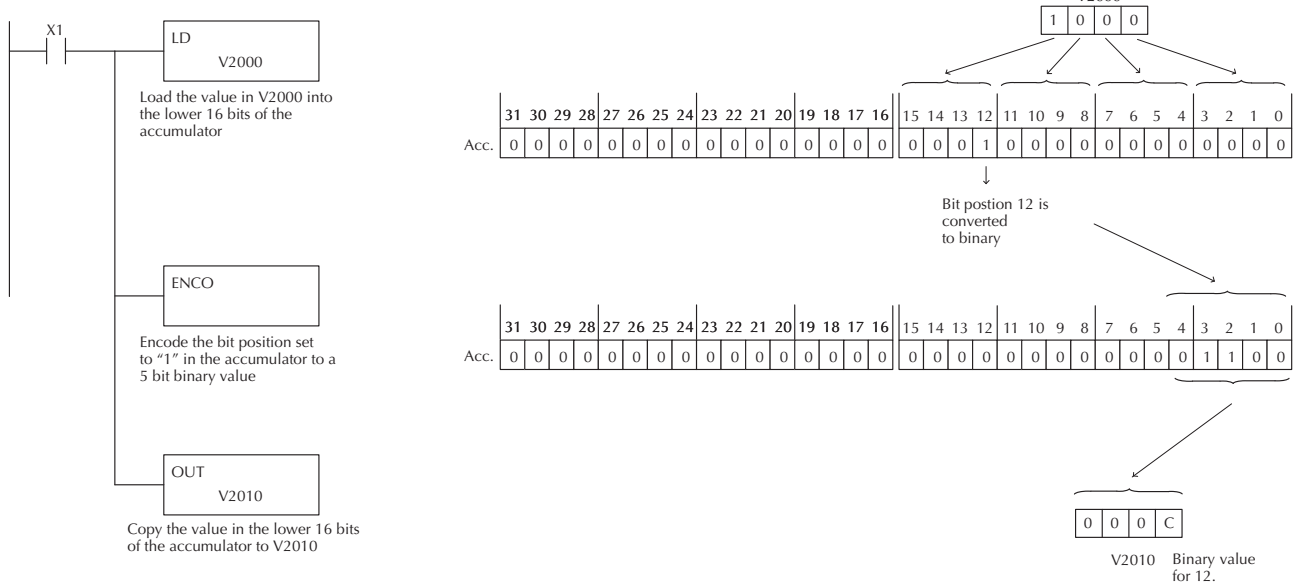 X1
LD
V2000
Load the value in V2000 into
the lower 16 bits of the
accumulator
1 0 0 0
31 30 29 28 27 26 25 24 23 22 21 20 19 18 17 16 15 14 13 12 11 10 9 8 7 6 5 4 3 2 1 0
Acc. 0 0 0 0 0 0 0 0 0 0 0 0 0 0 0 0 0 0 0 1 0 0 0 0 0 0 0 0 0 0 0 0
Bit postion 12 is
converted
to binary
ENCO
Encode the bit position set
to “1” in the accumulator to a
5 bit binary value
31 30 29 28 27 26 25 24 23 22 21 20 19 18 17 16 15 14 13 12 11 10 9 8 7 6 5 4 3 2 1 0
Acc. 0 0 0 0 0 0 0 0 0 0 0 0 0 0 0 0 0 0 0 0 0 0 0 0 0 0 0 0 1 1 0 0
OUT
V2010
Copy the value in the lower 16 bits
of the accumulator to V2010
0 0 0 C
V2010 Binary value
for 12.